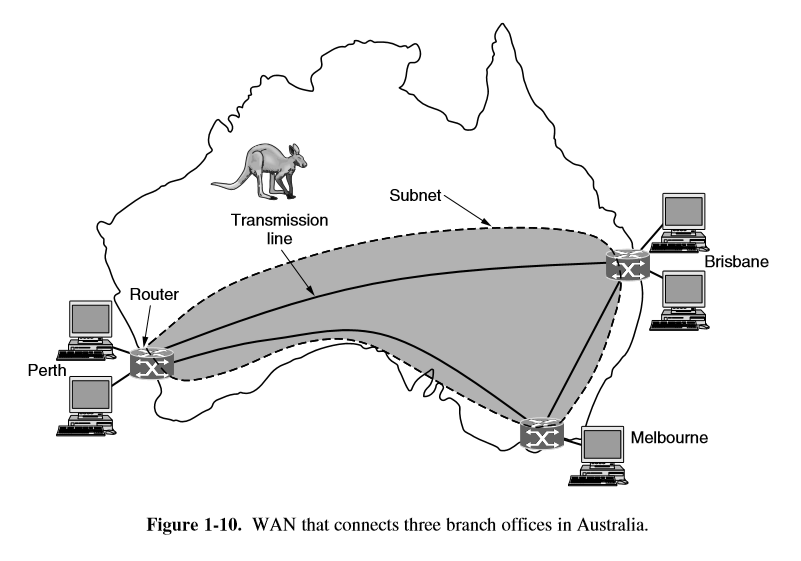 Subnet
Transmission
line
Brisbane
Router
Perth
Melbourne
Figure 1-10. WAN that connects three branch offices in Australia.